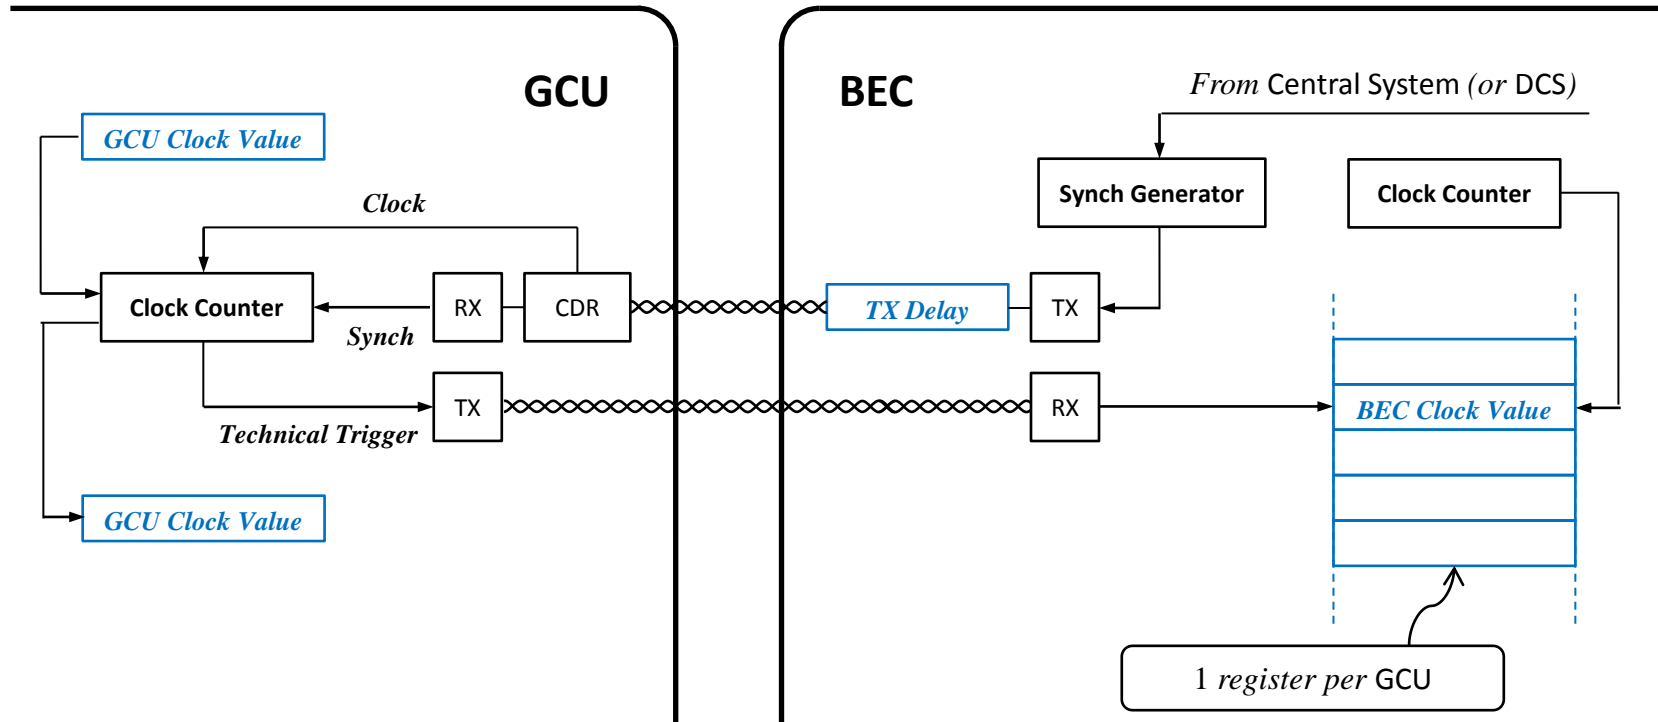 GCU
BEC
From Central System (or DCS)
GCU Clock Value
Synch Generator
Clock Counter
Clock
Clock Counter
RX
CDR
TX Delay
TX
Synch
TX
RX
BEC Clock Value
Technical Trigger
GCU Clock Value
1 register per GCU